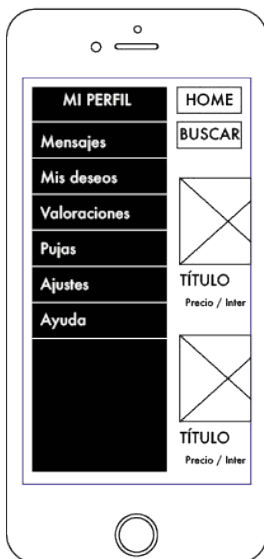 MI PERFIL
Mensajes
Mis deseos
Valoraciones
Pujas
Ajustes
Ayuda
HOME
BUSCAR
TÍTULO
Precio / Inter
TÍTULO
Precio / Inter